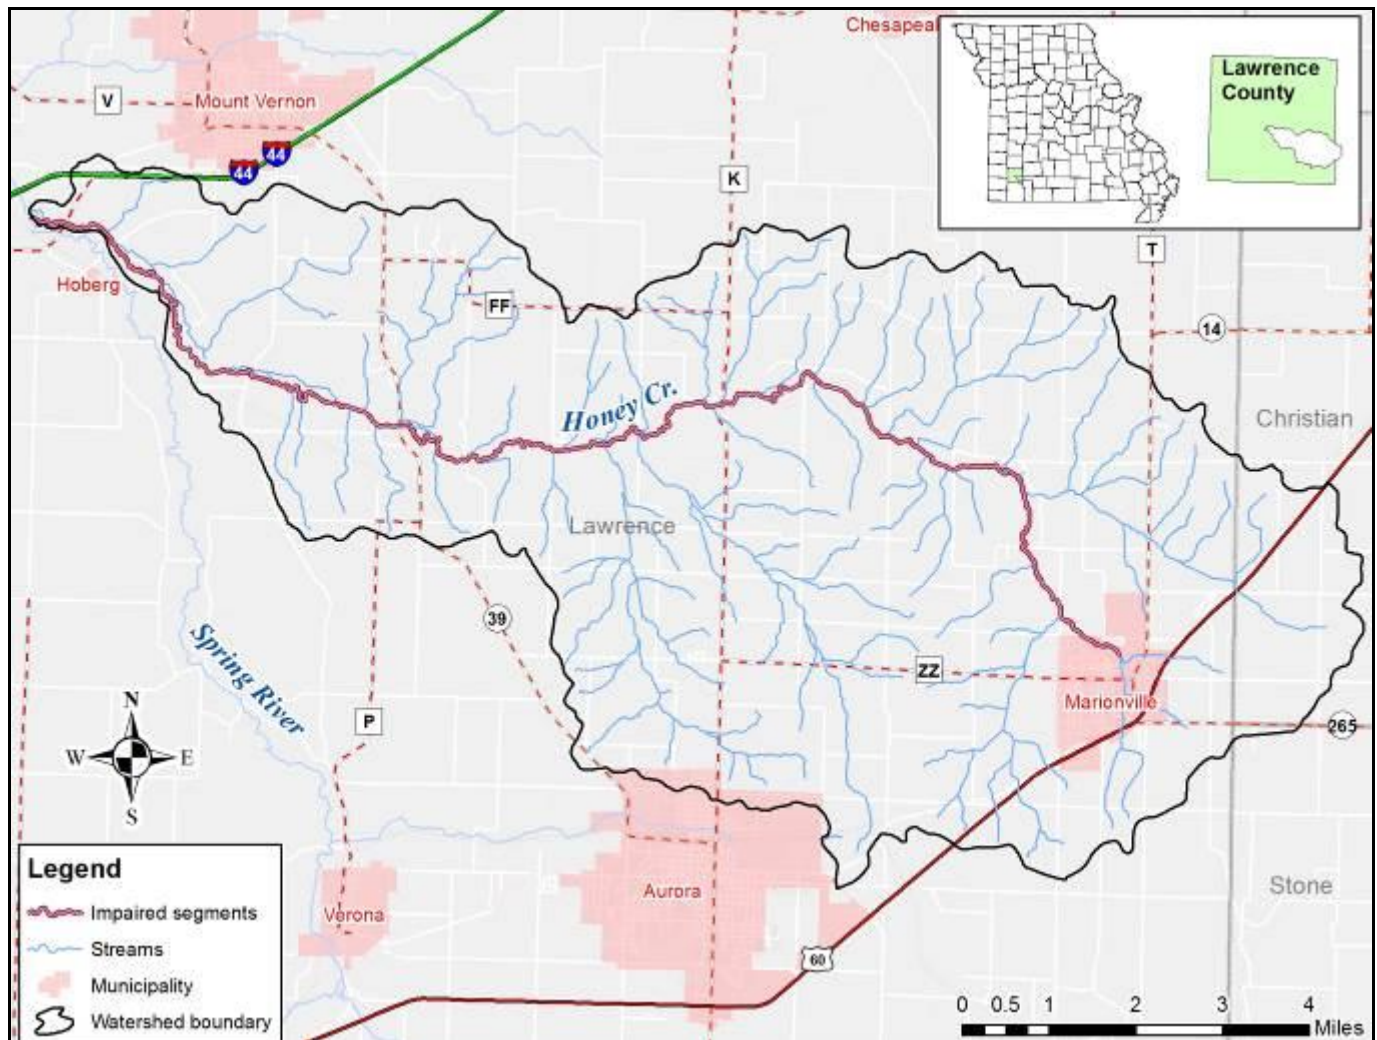 Chesapeal
Lawrence
County
V
Mount Vernon
44
44
K
T
Hoberg
FF
14
Honey Cr.
Christian
Lawrence
39
Spring River
ZZ
Marionville
P
265
N
W
E
S
Legend
Impaired segments
Streams
Municipality
Watershed boundary
Verona
Aurora
Stone
60
0 0.5 1 2 3 4
Miles